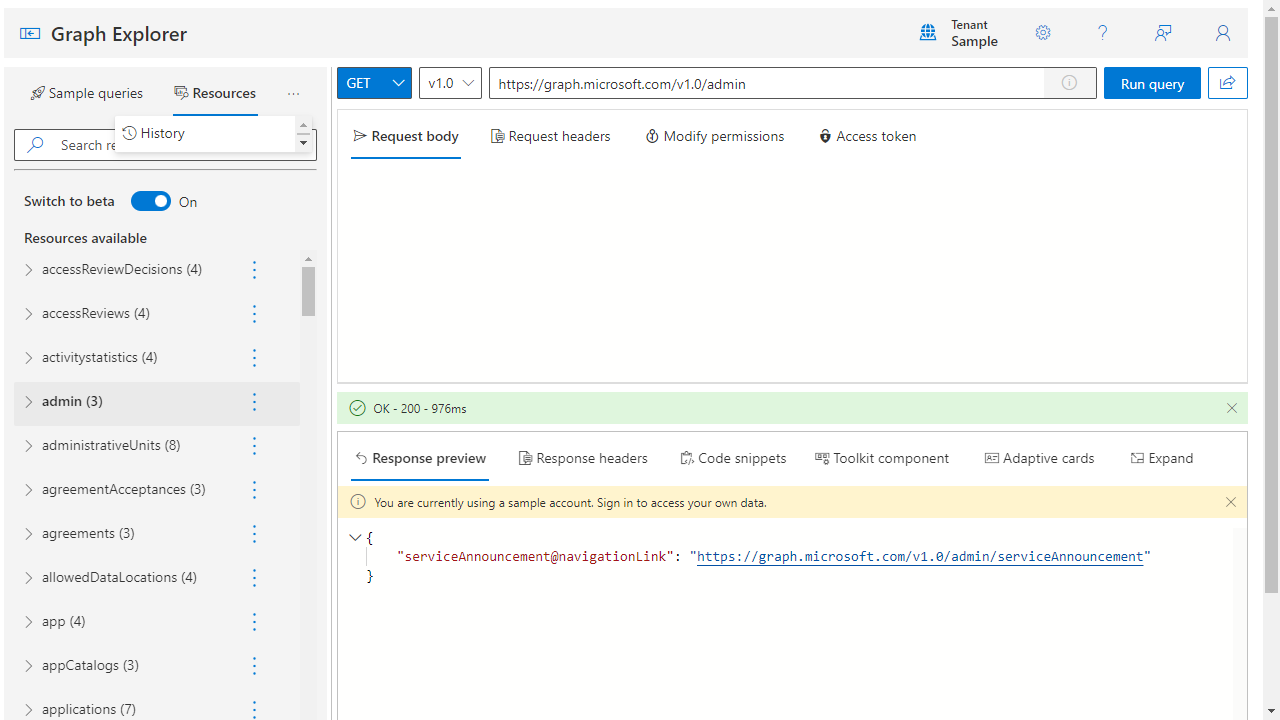 Graph Explorer
Tenant
Sample
Sample queries
Resources
GET
v1.0
https://graph.microsoft.com/v1.0/admin
Run query
History
Search re
Switch to beta
On
Resources available
accessReviewDecisions (4)
accessReviews (4)
activitystatistics (4)
admin (3)
administrativeUnits (8)
agreementAcceptances (3)
agreements (3)
allowedDataLocations (4)
app (4)
appCatalogs (3)
applications (7)
Request body
Request headers
Modify permissions
Access token
OK - 200 - 976ms
Response preview
Response headers
Code snippets
Toolkit component
Adaptive cards
Expand
You are currently using a sample account. Sign in to access your own data.
{
"serviceAnnouncement@navigationLink": "https://graph.microsoft.com/v1.0/admin/serviceAnnouncement"
}